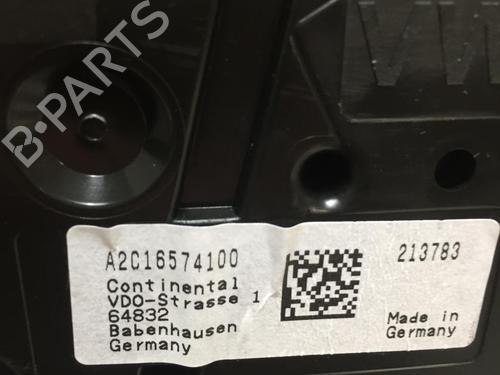 B-PARTS
A2C16574100
213783
Continental
VDO-Strasse 1
64832
Babenhausen
Germany
Made in
Germany